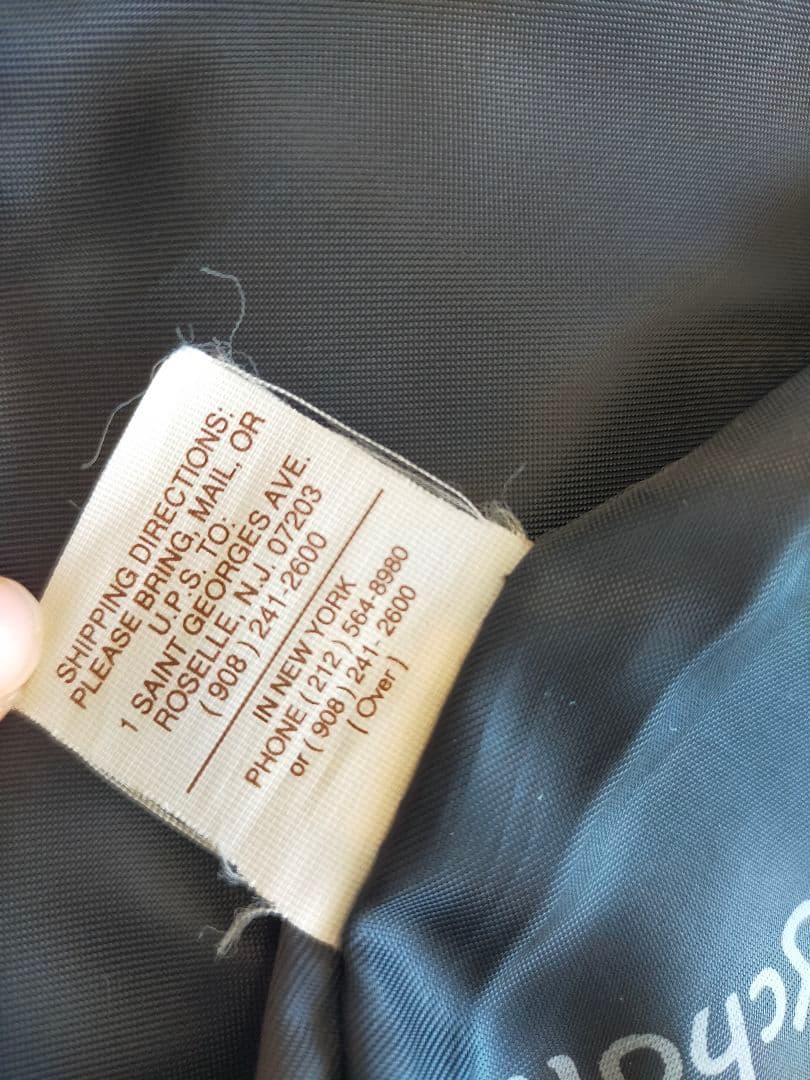 SHIPPING DIRECTIONS:
PLEASE BRING, MAIL, OR
U.P.S. TO:
1 SAINT GEORGES AVE.
ROSELLE, N.J. 07203
( 908 ) 241-2600
IN NEW YORK
PHONE ( 212 ) 564-8980
or ( 908 ) 241- 2600
( Over )